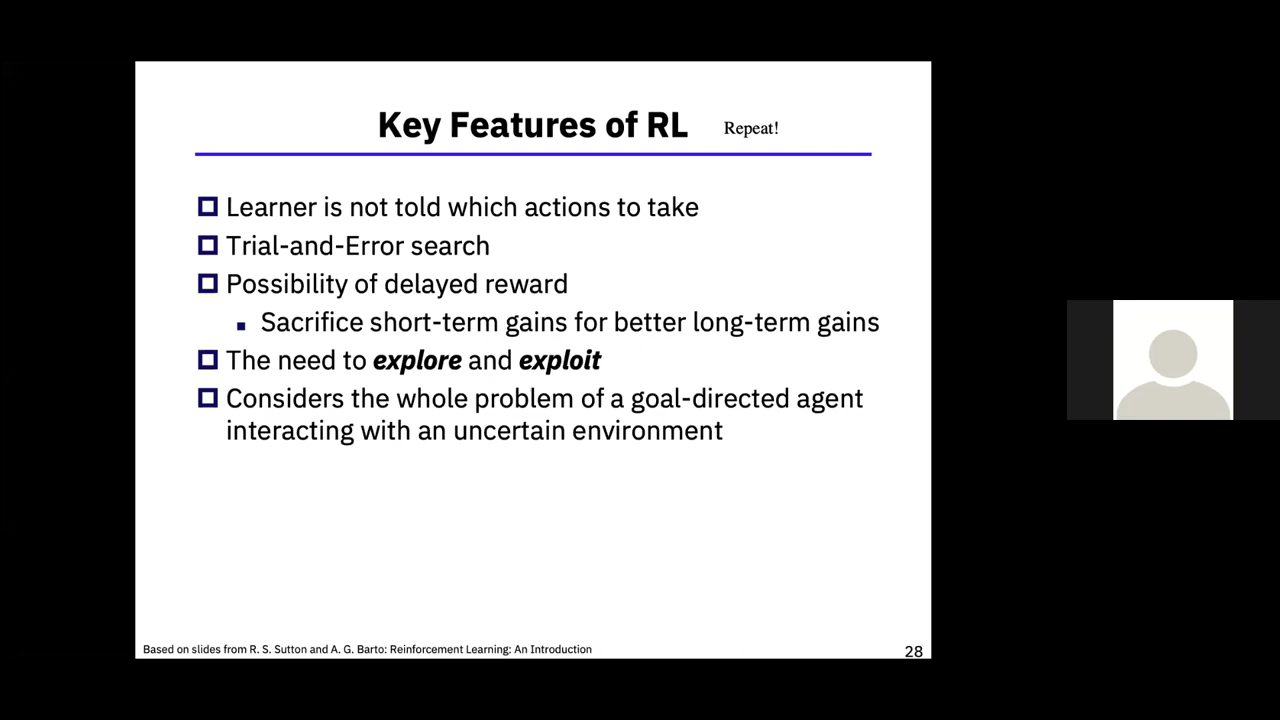 Key Features of RL Repeat!
Learner is not told which actions to take
Trial-and-Error search
Possibility of delayed reward
Sacrifice short-term gains for better long-term gains
The need to explore and exploit
Considers the whole problem of a goal-directed agent
interacting with an uncertain environment
Based on slides from R. S. Sutton and A. G. Barto: Reinforcement Learning: An Introduction
28